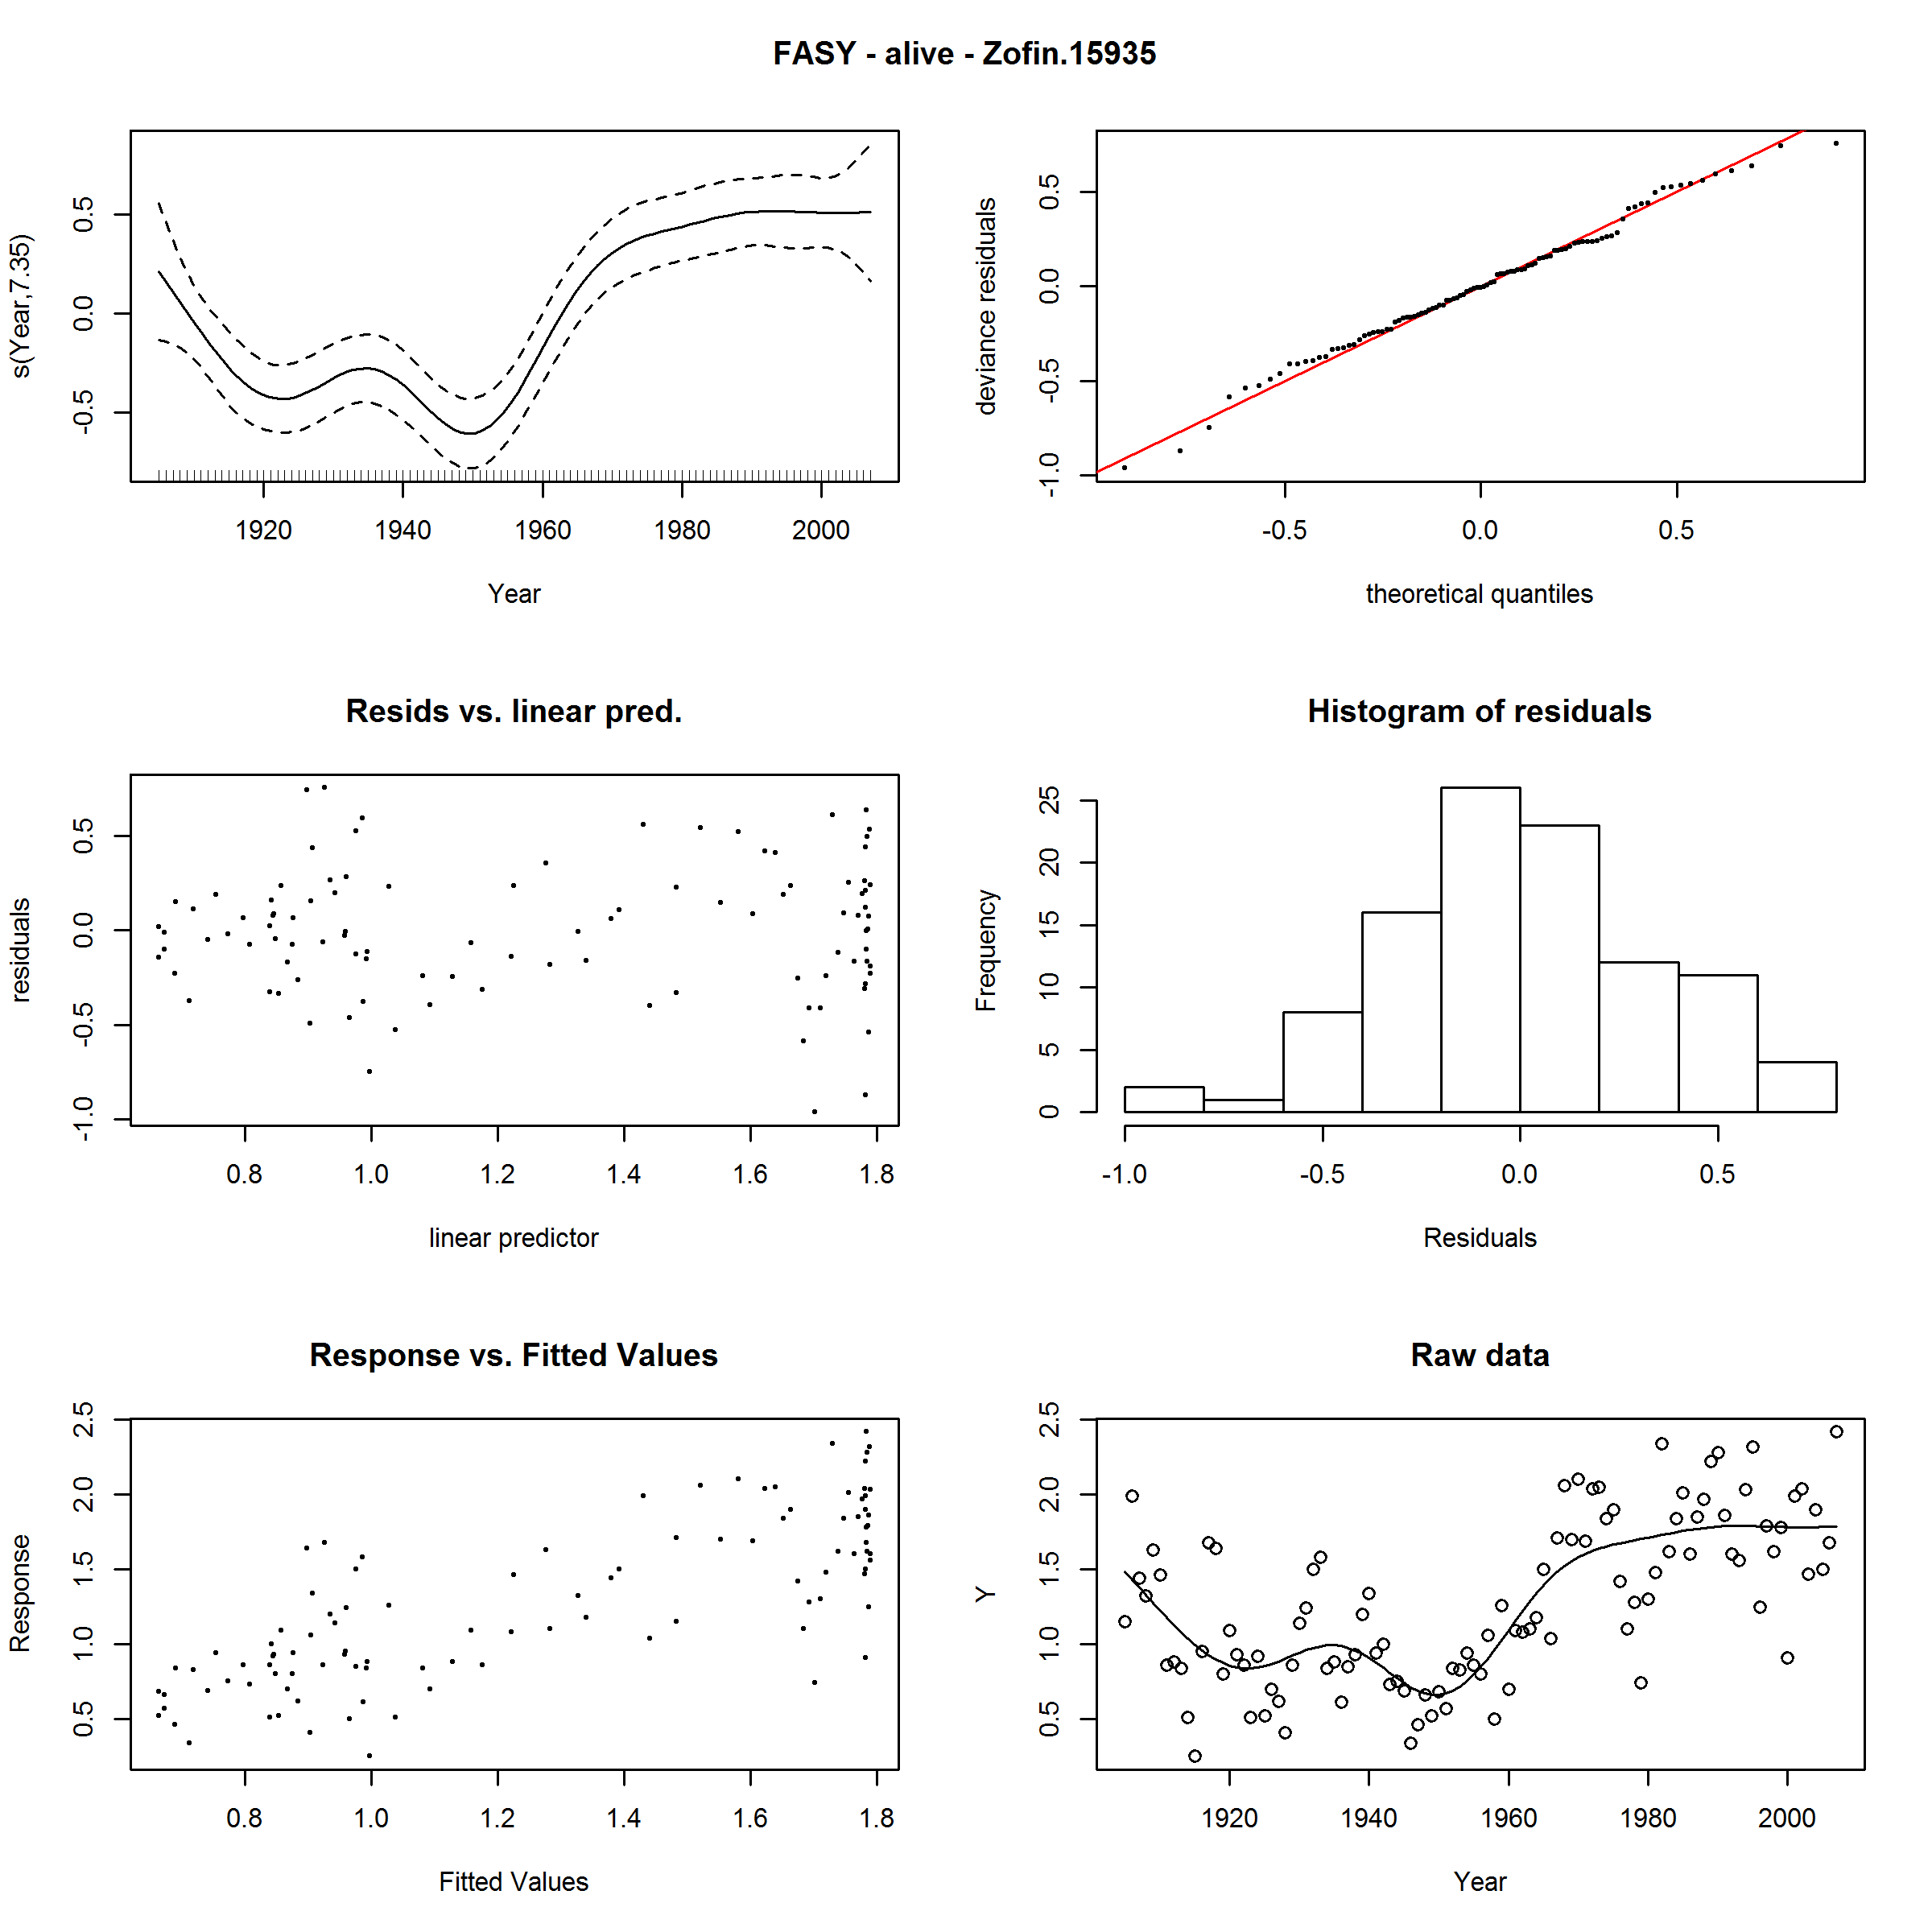 FASY - alive - Zofin.15935
s(Year,7.35)
0.5
0.0
-0.5
1920 1940 1960 1980 2000
Year
deviance residuals
0.5
0.0
-0.5
-1.0
-0.5 0.0 0.5
theoretical quantiles
Resids vs. linear pred.
residuals
0.5
0.0
-0.5
-1.0
0.8 1.0 1.2 1.4 1.6 1.8
linear predictor
Histogram of residuals
Frequency
25
20
15
10
5
0
-1.0 -0.5 0.0 0.5
Residuals
Response vs. Fitted Values
Response
2.5
2.0
1.5
1.0
0.5
0.8 1.0 1.2 1.4 1.6 1.8
Fitted Values
Raw data
Y
2.5
2.0
1.5
1.0
0.5
1920 1940 1960 1980 2000
Year